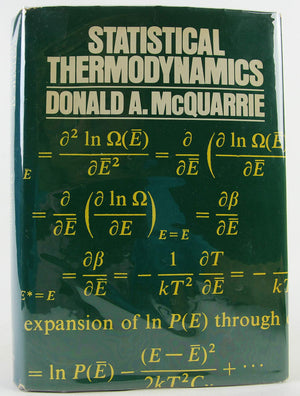 STATISTICAL
THERMODYNAMICS
DONALD A. McQUARRIE
E = ∂² ln Ω(Ē) / ∂Ē² = ∂/∂Ē (∂ ln Ω(Ē) / ∂Ē
= ∂/∂Ē (∂ ln Ω / ∂E)E=Ē = ∂β/∂Ē
E*=E ∂β/∂Ē = − 1/kT² ∂T/∂Ē = −
expansion of ln P(E) through
= ln P(Ē) − (E − Ē)² / 2kT²C + ···